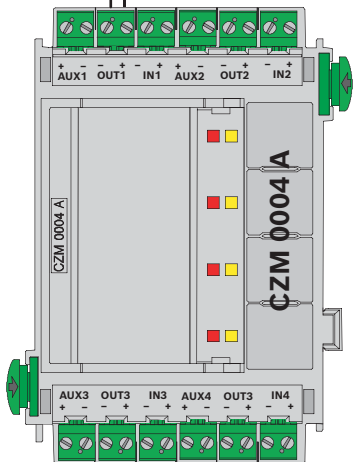 + − − + − + + − − + − +
AUX1 OUT1 IN1 AUX2 OUT2 IN2
CZM 0004 A
CZM 0004 A
AUX3 OUT3 IN3 AUX4 OUT3 IN4
+ − − + − + + − − + − +